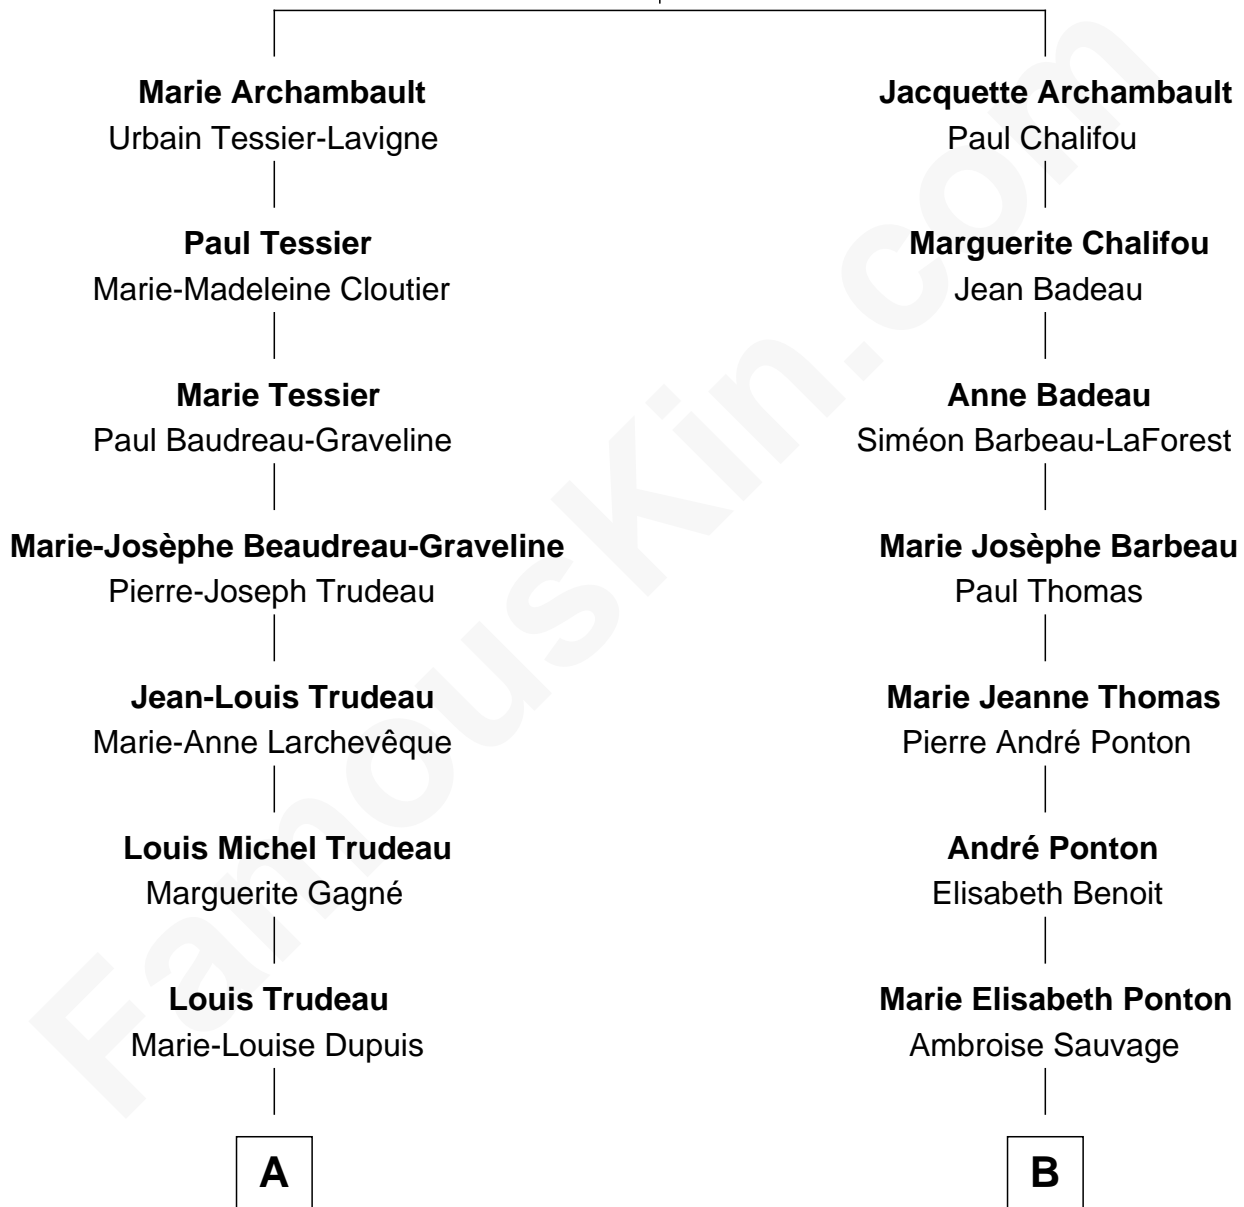 Marie Archambault
Urbain Tessier-Lavigne
Jacquette Archambault
Paul Chalifou
Paul Tessier
Marie-Madeleine Cloutier
Marguerite Chalifou
Jean Badeau
Marie Tessier
Paul Baudreau-Graveline
Anne Badeau
Siméon Barbeau-LaForest
Marie-Josèphe Beaudreau-Graveline
Pierre-Joseph Trudeau
Marie Josèphe Barbeau
Paul Thomas
Jean-Louis Trudeau
Marie-Anne Larchevêque
Marie Jeanne Thomas
Pierre André Ponton
Louis Michel Trudeau
Marguerite Gagné
André Ponton
Elisabeth Benoit
Louis Trudeau
Marie-Louise Dupuis
Marie Elisabeth Ponton
Ambroise Sauvage
A
B
FamousKin.com